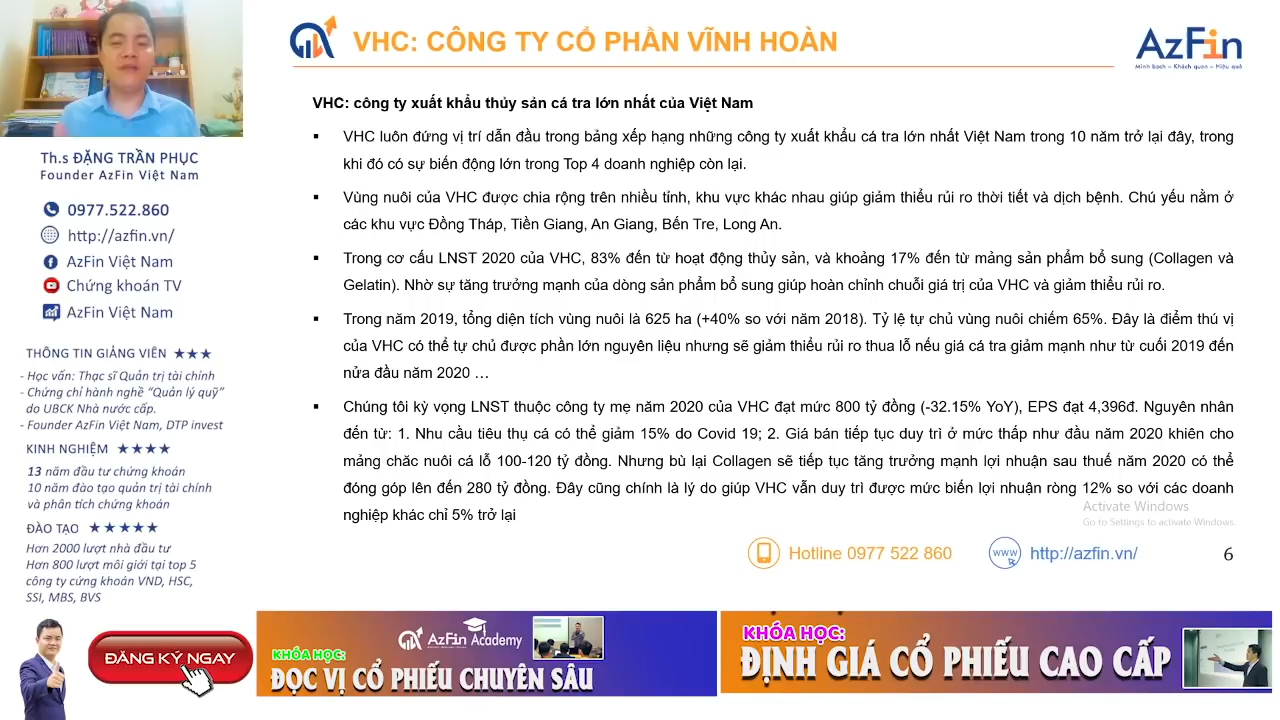 VHC: CÔNG TY CỔ PHẦN VĨNH HOÀN
AzFin
Minh bạch – Khách quan – Hiệu quả
Th.s ĐẶNG TRẦN PHỤC
Founder AzFin Việt Nam
0977.522.860
http://azfin.vn/
AzFin Việt Nam
Chứng khoán TV
AzFin Việt Nam
THÔNG TIN GIẢNG VIÊN ★★★
- Học vấn: Thạc sĩ Quản trị tài chính
- Chứng chỉ hành nghề “Quản lý quỹ”
do UBCK Nhà nước cấp.
- Founder AzFin Việt Nam, DTP invest
KINH NGHIỆM ★★★★
13 năm đầu tư chứng khoán
10 năm đào tạo quản trị tài chính
và phân tích chứng khoán
ĐÀO TẠO ★★★★★
Hơn 2000 lượt nhà đầu tư
Hơn 800 lượt môi giới tại top 5
công ty cứng khoán VND, HSC,
SSI, MBS, BVS
VHC: công ty xuất khẩu thủy sản cá tra lớn nhất của Việt Nam
▪ VHC luôn đứng vị trí dẫn đầu trong bảng xếp hạng những công ty xuất khẩu cá tra lớn nhất Việt Nam trong 10 năm trở lại đây, trong
khi đó có sự biến động lớn trong Top 4 doanh nghiệp còn lại.
▪ Vùng nuôi của VHC được chia rộng trên nhiều tỉnh, khu vực khác nhau giúp giảm thiểu rủi ro thời tiết và dịch bệnh. Chủ yếu nằm ở
các khu vực Đồng Tháp, Tiền Giang, An Giang, Bến Tre, Long An.
▪ Trong cơ cấu LNST 2020 của VHC, 83% đến từ hoạt động thủy sản, và khoảng 17% đến từ mảng sản phẩm bổ sung (Collagen và
Gelatin). Nhờ sự tăng trưởng mạnh của dòng sản phẩm bổ sung giúp hoàn chỉnh chuỗi giá trị của VHC và giảm thiểu rủi ro.
▪ Trong năm 2019, tổng diện tích vùng nuôi là 625 ha (+40% so với năm 2018). Tỷ lệ tự chủ vùng nuôi chiếm 65%. Đây là điểm thú vị
của VHC có thể tự chủ được phần lớn nguyên liệu nhưng sẽ giảm thiểu rủi ro thua lỗ nếu giá cá tra giảm mạnh như từ cuối 2019 đến
nửa đầu năm 2020 …
▪ Chúng tôi kỳ vọng LNST thuộc công ty mẹ năm 2020 của VHC đạt mức 800 tỷ đồng (-32.15% YoY), EPS đạt 4,396đ. Nguyên nhân
đến từ: 1. Nhu cầu tiêu thụ cá có thể giảm 15% do Covid 19; 2. Giá bán tiếp tục duy trì ở mức thấp như đầu năm 2020 khiên cho
mảng chăc nuôi cá lỗ 100-120 tỷ đồng. Nhưng bù lại Collagen sẽ tiếp tục tăng trưởng mạnh lợi nhuận sau thuế năm 2020 có thể
đóng góp lên đến 280 tỷ đồng. Đây cũng chính là lý do giúp VHC vẫn duy trì được mức biến lợi nhuận ròng 12% so với các doanh
nghiệp khác chỉ 5% trở lại
Activate Windows
Go to Settings to activate Windows.
Hotline 0977 522 860
www
http://azfin.vn/
6
ĐĂNG KÝ NGAY
AzFin Academy
KHÓA HỌC:
ĐỌC VỊ CỔ PHIẾU CHUYÊN SÂU
KHÓA HỌC:
ĐỊNH GIÁ CỔ PHIẾU CAO CẤP